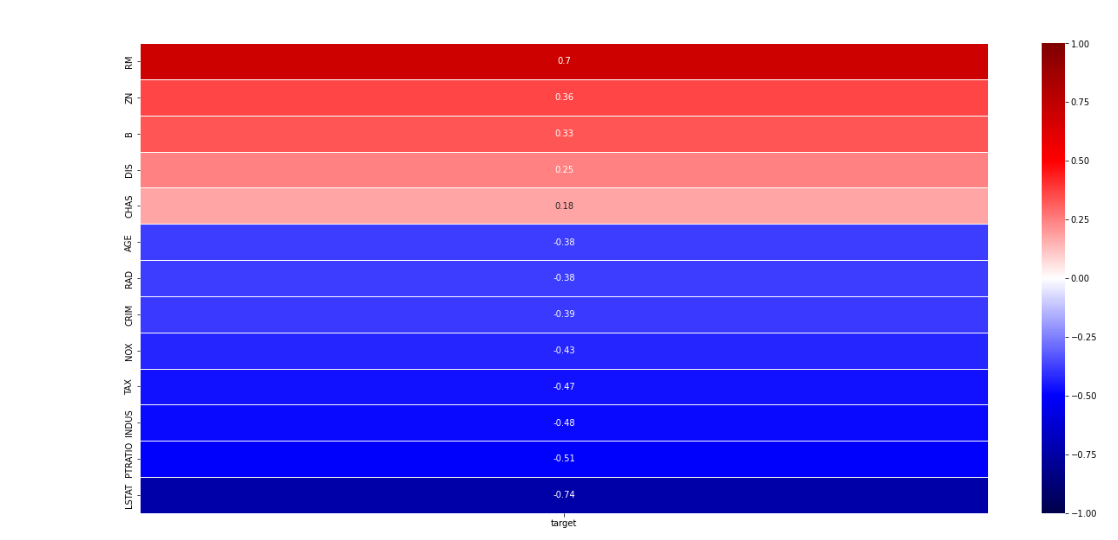 RM 0.7
ZN 0.36
B 0.33
DIS 0.25
CHAS 0.18
AGE -0.38
RAD -0.38
CRIM -0.39
NOX -0.43
TAX -0.47
INDUS -0.48
PTRATIO -0.51
LSTAT -0.74
target
1.00
0.75
0.50
0.25
0.00
−0.25
−0.50
−0.75
−1.00